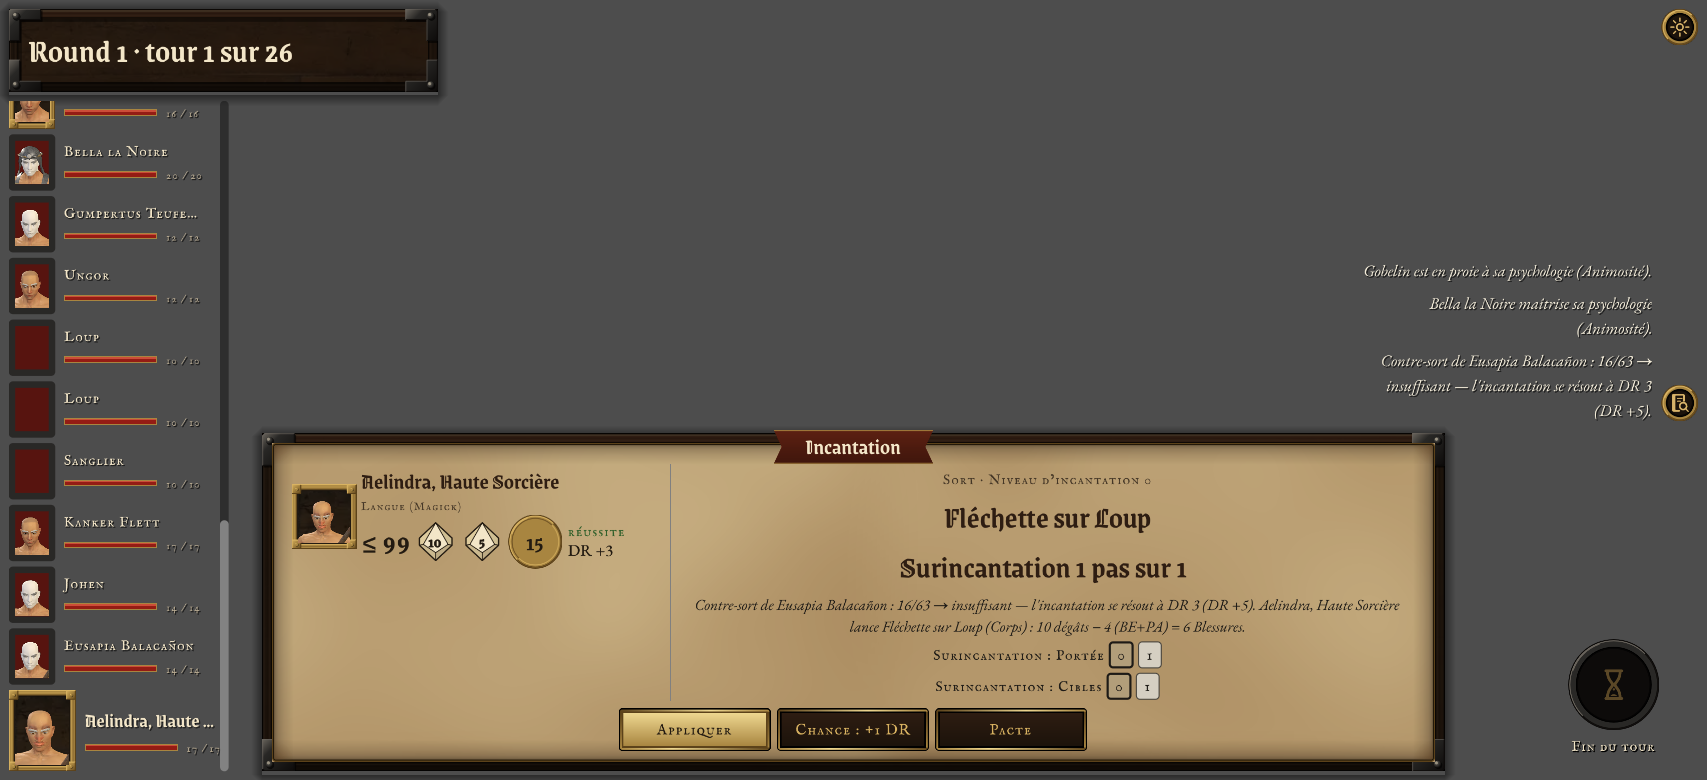 Round 1 · tour 1 sur 26
16 / 16
Bella la Noire
20 / 20
Gumpertus Teufe...
12 / 12
Ungor
12 / 12
Loup
10 / 10
Loup
10 / 10
Sanglier
10 / 10
Kanker Flett
17 / 17
Johen
14 / 14
Eusapia Balacañon
14 / 14
Aelindra, Haute ...
17 / 17
Gobelin est en proie à sa psychologie (Animosité).
Bella la Noire maîtrise sa psychologie
(Animosité).
Contre-sort de Eusapia Balacañon : 16/63 →
insuffisant — l'incantation se résout à DR 3
(DR +5).
Incantation
Aelindra, Haute Sorcière
Langue (Magick)
≤ 99 10 5 15 réussite
DR +3
Sort · Niveau d'incantation 0
Fléchette sur Loup
Surincantation 1 pas sur 1
Contre-sort de Eusapia Balacañon : 16/63 → insuffisant — l'incantation se résout à DR 3 (DR +5). Aelindra, Haute Sorcière
lance Fléchette sur Loup (Corps) : 10 dégâts − 4 (BE+PA) = 6 Blessures.
Surincantation : Portée 0 1
Surincantation : Cibles 0 1
Appliquer Chance : +1 DR Pacte
Fin du tour